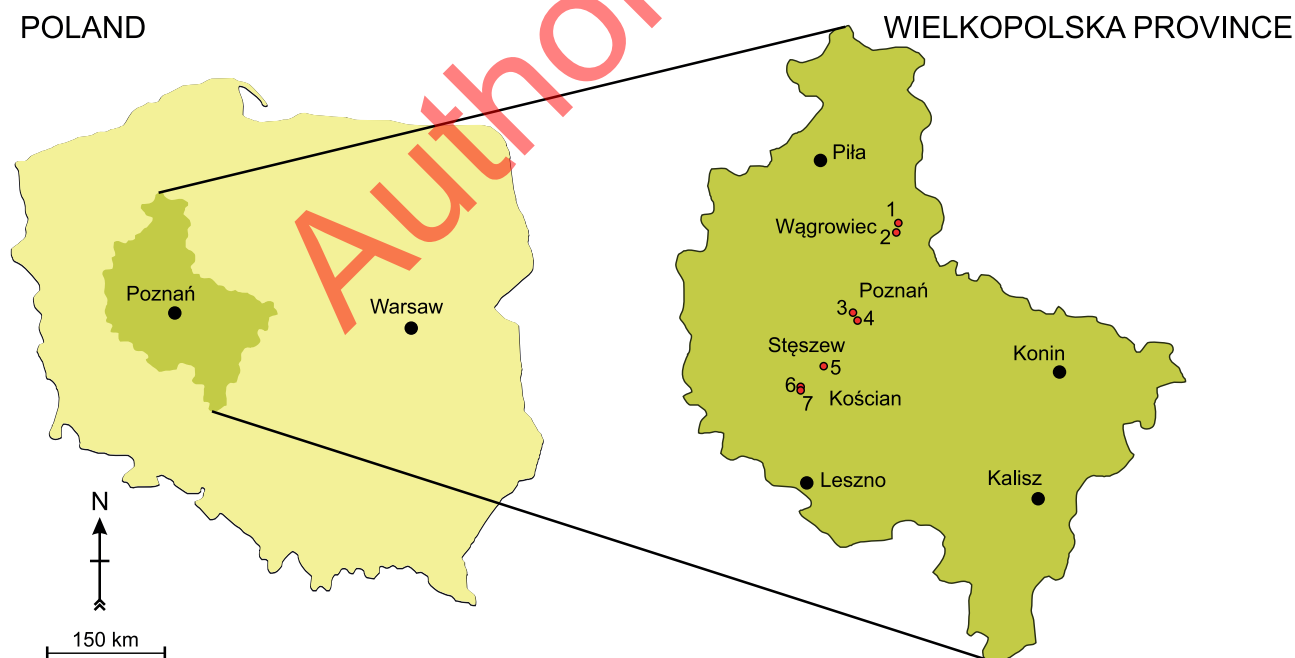 POLAND
WIELKOPOLSKA PROVINCE
Author
Piła
1
Wągrowiec
2
Poznań
3
4
Stęszew
5
6
7
Kościan
Konin
Leszno
Kalisz
Poznań
Warsaw
N
150 km